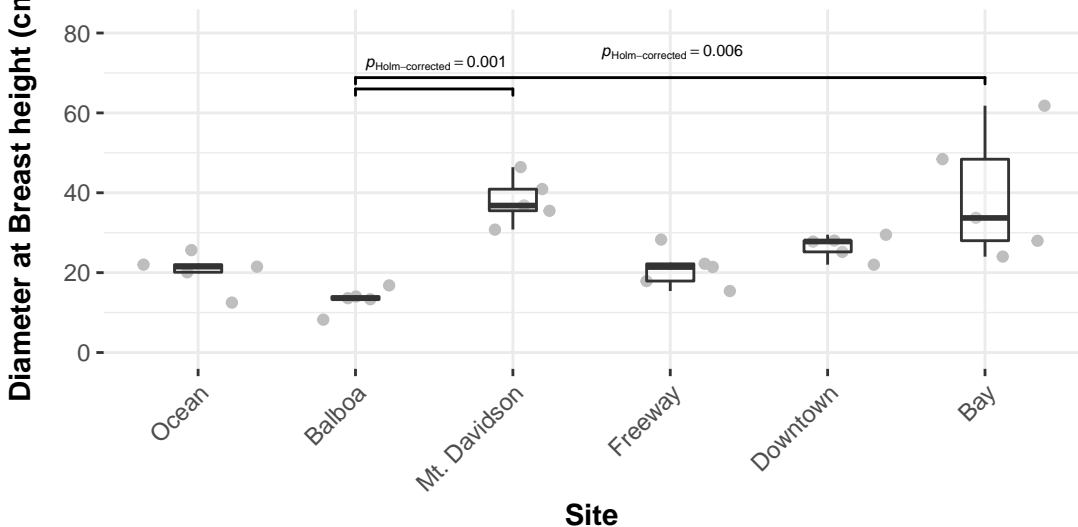 Diameter at Breast height (cm
80
60
40
20
0
pHolm−corrected = 0.001
pHolm−corrected = 0.006
Ocean
Balboa
Mt. Davidson
Freeway
Downtown
Bay
Site